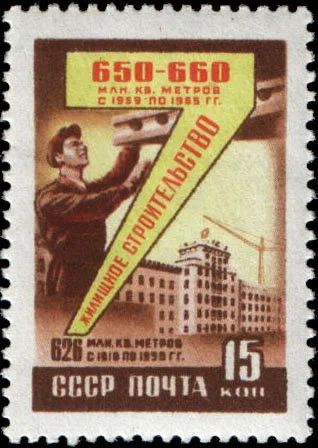 650-660
МЛН. КВ. МЕТРОВ
С 1959 ПО 1965 ГГ.
ЖИЛИЩНОЕ СТРОИТЕЛЬСТВО
626 МЛН. КВ. МЕТРОВ
С 1918 ПО 1958 ГГ.
15
КОП
СССР ПОЧТА